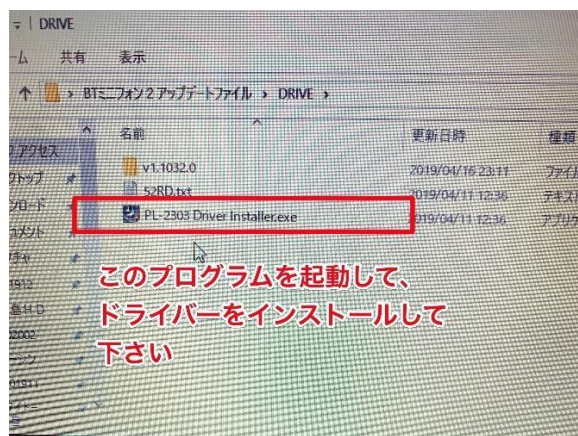 DRIVE
共有 表示
BTミニフォン2アップデートファイル › DRIVE ›
名前 更新日時 種類
アクセス
v1.1032.0 2019/04/16 23:11
52RD.txt 2019/04/11 12:36
PL-2303 Driver Installer.exe 2019/04/11 12:36
このプログラムを起動して、
ドライバーをインストールして
下さい